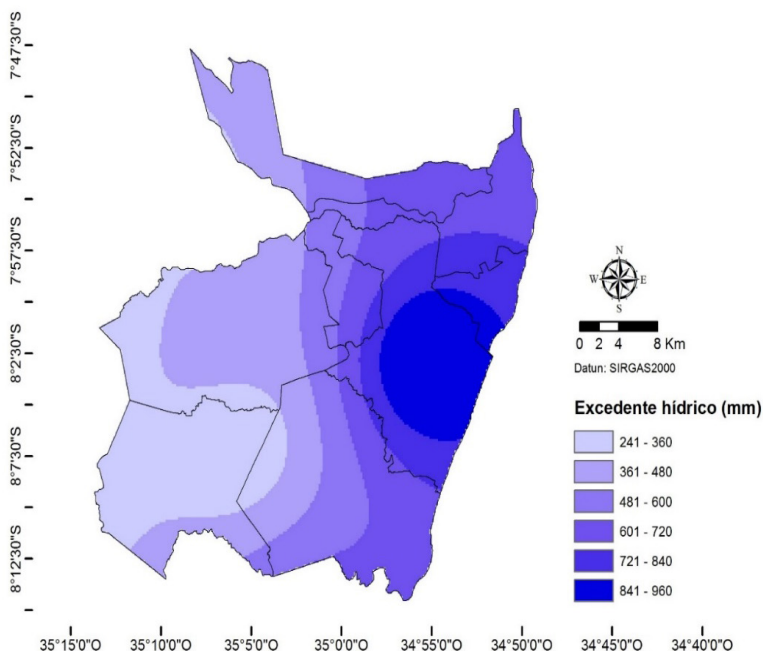 7°47'30"S
7°52'30"S
7°57'30"S
8°2'30"S
8°7'30"S
8°12'30"S
N
W E
S
0 2 4 8 Km
Datun: SIRGAS2000
Excedente hídrico (mm)
241 - 360
361 - 480
481 - 600
601 - 720
721 - 840
841 - 960
35°15'0"O 35°10'0"O 35°5'0"O 35°0'0"O 34°55'0"O 34°50'0"O 34°45'0"O 34°40'0"O